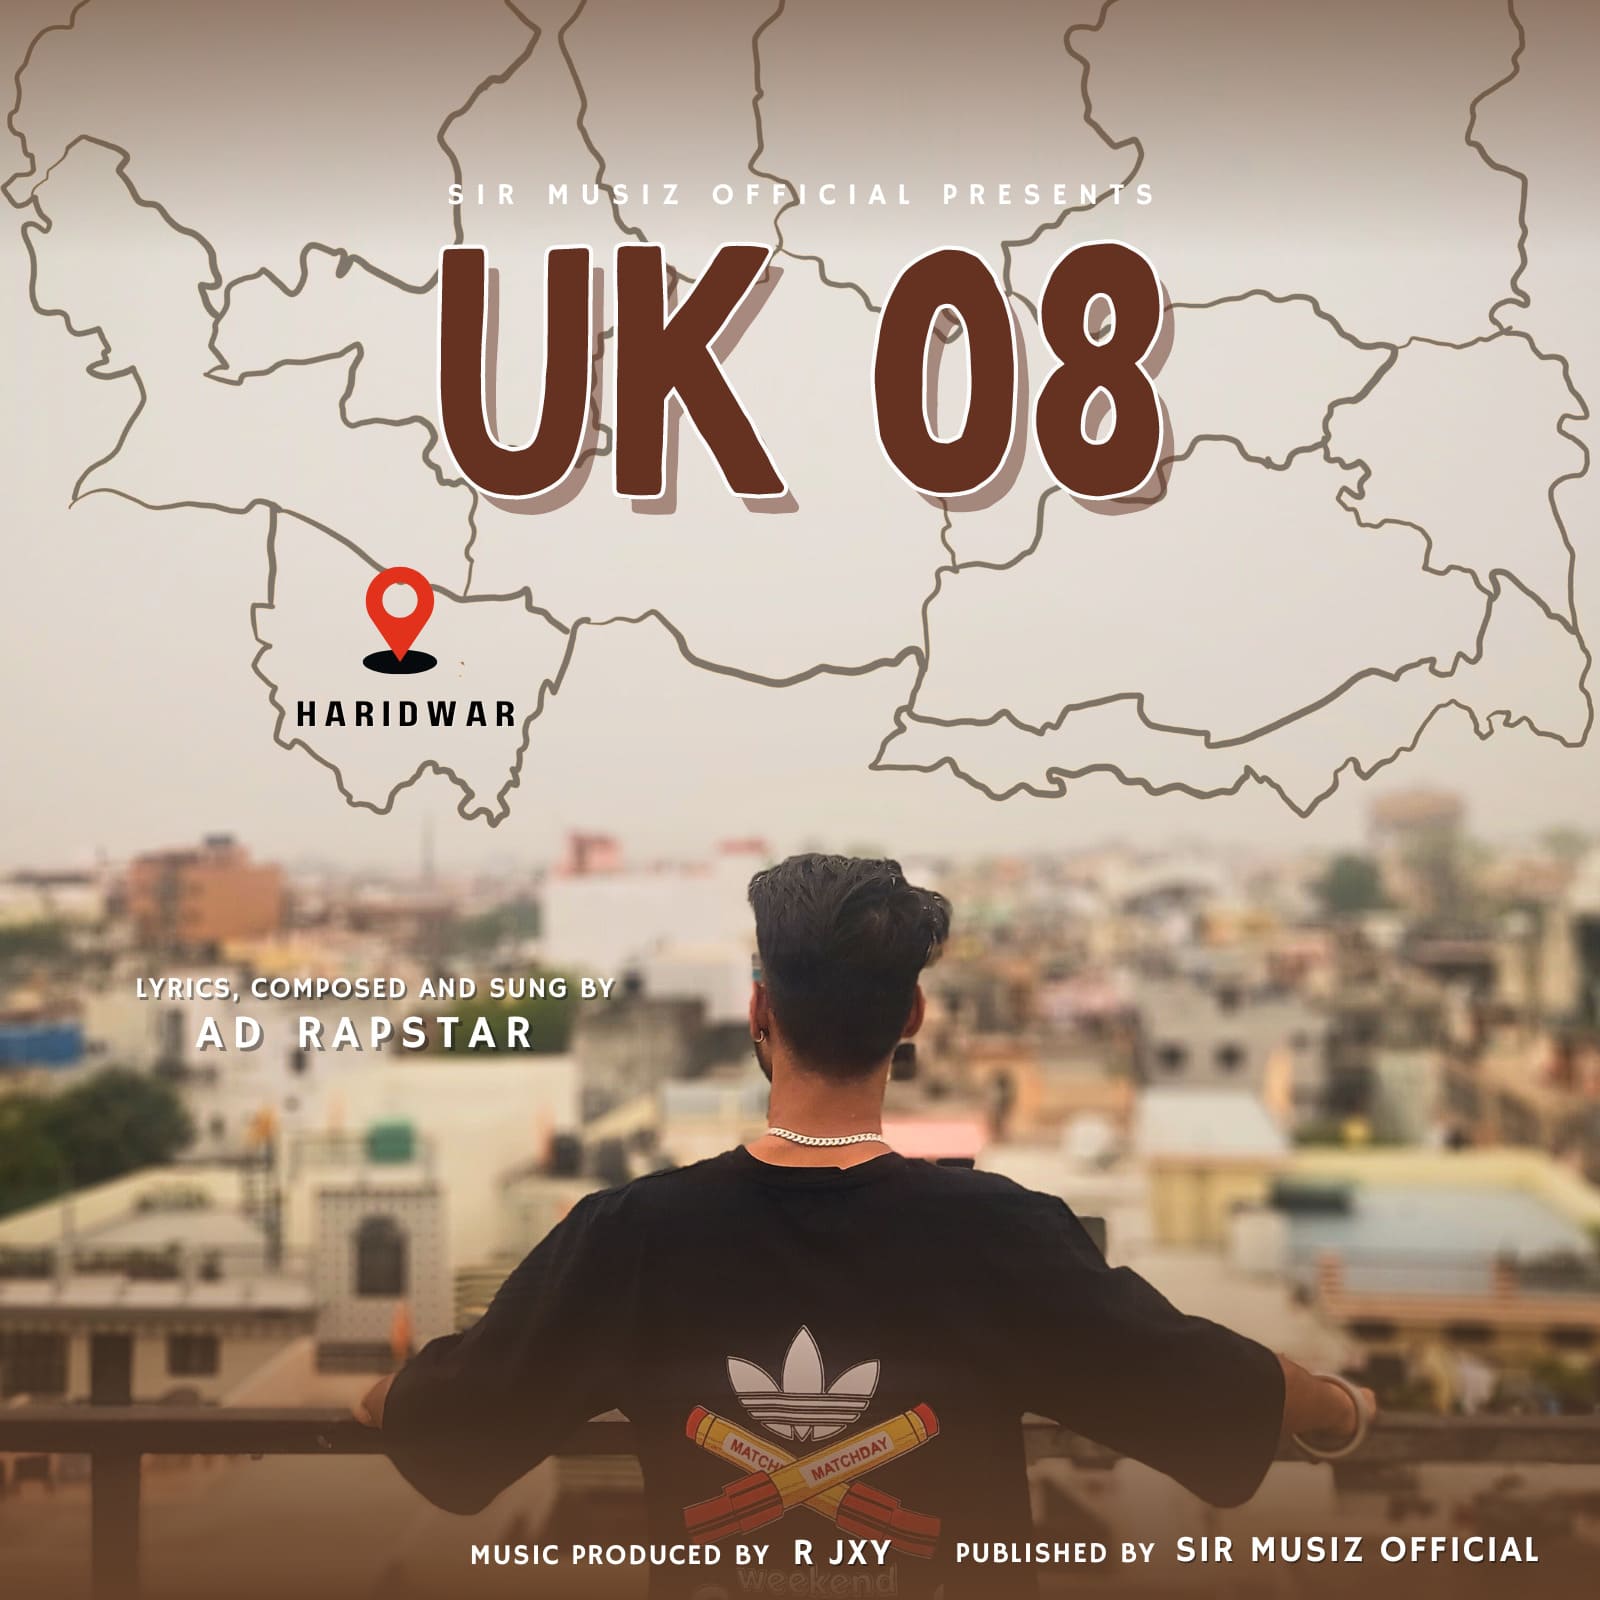 SIR MUSIZ OFFICIAL PRESENTS
UK 08
HARIDWAR
LYRICS, COMPOSED AND SUNG BY
AD RAPSTAR
MATCHDAY
MUSIC PRODUCED BY R JXY
PUBLISHED BY SIR MUSIZ OFFICIAL
weekend